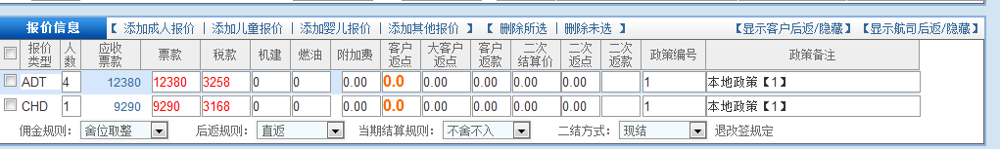 报价信息 【 添加成人报价 | 添加儿童报价 | 添加婴儿报价 | 添加其他报价 】 【 删除所选 | 删除未选 】 【显示客户后返/隐藏】 【显示航司后返/隐藏】
报价类型 人数 应收票款 票款 税款 机建 燃油 附加费 客户返点 大客户返点 客户返款 二次结算价 二次返点 二次返款 政策编号 政策备注
ADT 4 12380 12380 3258 0 0 0.00 0.0 0.00 0.00 0.00 0.00 1 本地政策【1】
CHD 1 9290 9290 3168 0 0 0.00 0.0 0.00 0.00 0.00 0.00 1 本地政策【1】
佣金规则: 舍位取整 后返规则: 直返 当期结算规则: 不舍不入 二结方式: 现结 退改签规定